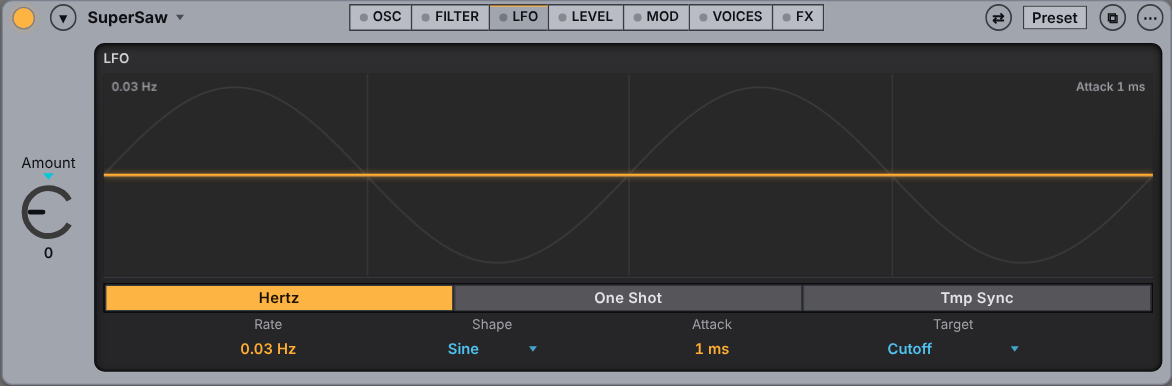 SuperSaw
OSC
FILTER
LFO
LEVEL
MOD
VOICES
FX
Preset
LFO
0.03 Hz
Attack 1 ms
Amount
0
Hertz
One Shot
Tmp Sync
Rate
Shape
Attack
Target
0.03 Hz
Sine
1 ms
Cutoff